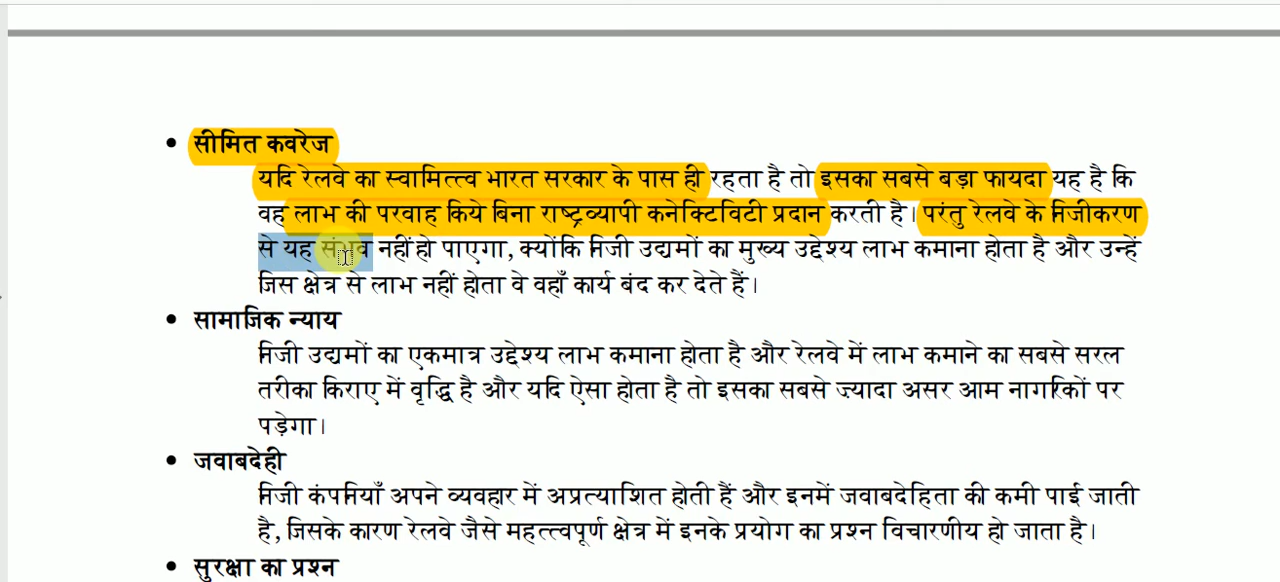 • सीमित कवरेज
यदि रेलवे का स्वामित्त्व भारत सरकार के पास ही रहता है तो इसका सबसे बड़ा फायदा यह है कि
वह लाभ की परवाह किये बिना राष्ट्रव्यापी कनेक्टिविटी प्रदान करती है। परंतु रेलवे के निजीकरण
से यह संभव नहीं हो पाएगा, क्योंकि निजी उद्यमों का मुख्य उद्देश्य लाभ कमाना होता है और उन्हें
जिस क्षेत्र से लाभ नहीं होता वे वहाँ कार्य बंद कर देते हैं।
• सामाजिक न्याय
निजी उद्यमों का एकमात्र उद्देश्य लाभ कमाना होता है और रेलवे में लाभ कमाने का सबसे सरल
तरीका किराए में वृद्धि है और यदि ऐसा होता है तो इसका सबसे ज्यादा असर आम नागरिकों पर
पड़ेगा।
• जवाबदेही
निजी कंपनियाँ अपने व्यवहार में अप्रत्याशित होती हैं और इनमें जवाबदेहिता की कमी पाई जाती
है, जिसके कारण रेलवे जैसे महत्त्वपूर्ण क्षेत्र में इनके प्रयोग का प्रश्न विचारणीय हो जाता है।
• सुरक्षा का प्रश्न